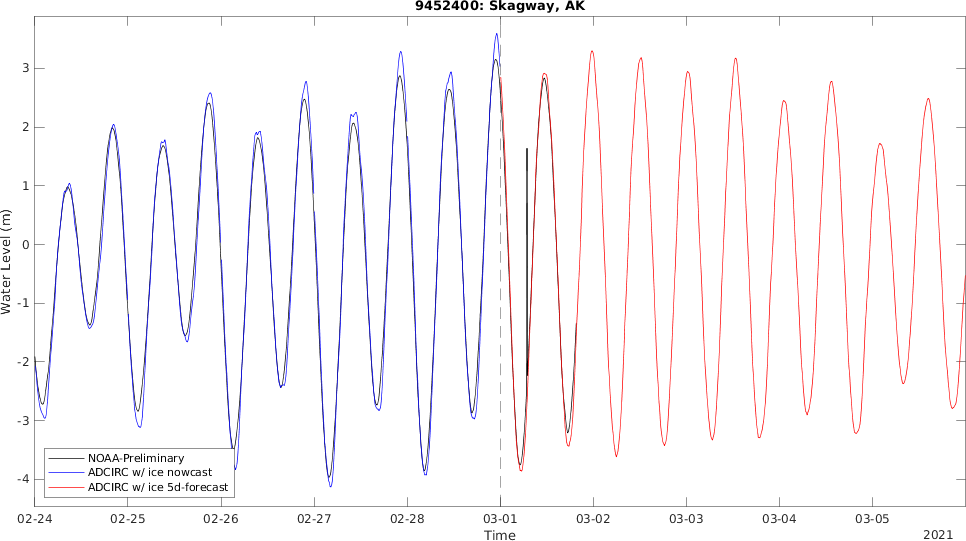 9452400: Skagway, AK
Water Level (m)
3
2
1
0
-1
-2
-3
-4
NOAA-Preliminary
ADCIRC w/ ice nowcast
ADCIRC w/ ice 5d-forecast
02-24 02-25 02-26 02-27 02-28 03-01 03-02 03-03 03-04 03-05
Time
2021